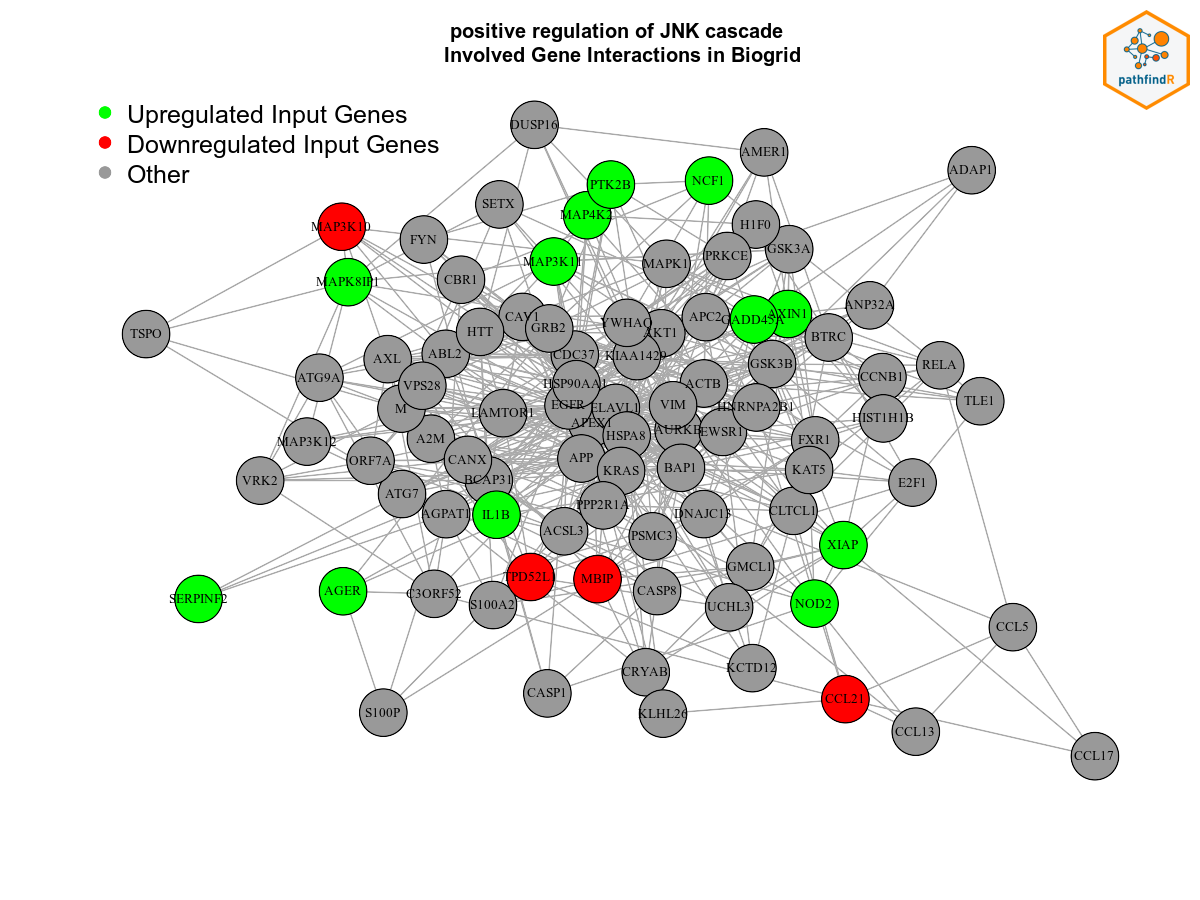 positive regulation of JNK cascade
Involved Gene Interactions in Biogrid
pathfindR
Upregulated Input Genes
Downregulated Input Genes
Other
DUSP16
AMER1
ADAP1
PTK2B
NCF1
SETX
MAP4K2
H1F0
MAP3K10
FYN
GSK3A
PRKCE
MAP3K11
MAPK1
MAPK8IP1
CBR1
ANP32A
CAV1
APC2
AXIN1
GADD45A
YWHAQ
GRB2
HTT
AKT1
TSPO
BTRC
ABL2
CDC37
KIAA1429
AXL
GSK3B
RELA
ATG9A
CCNB1
VPS28
HSP90AA1
ACTB
TLE1
M
EGFR
ELAVL1
VIM
HNRNPA2B1
LAMTOR1
HIST1H1B
APEX1
MAP3K12
A2M
HSPA8
AURKB
EWSR1
FXR1
ORF7A
CANX
APP
KRAS
BAP1
KAT5
VRK2
BCAP31
E2F1
ATG7
AGPAT1
IL1B
PPP2R1A
DNAJC13
CLTCL1
ACSL3
PSMC3
XIAP
GMCL1
TPD52L1
MBIP
SERPINF2
AGER
C3ORF52
S100A2
CASP8
UCHL3
NOD2
CCL5
CRYAB
KCTD12
CASP1
CCL21
S100P
KLHL26
CCL13
CCL17